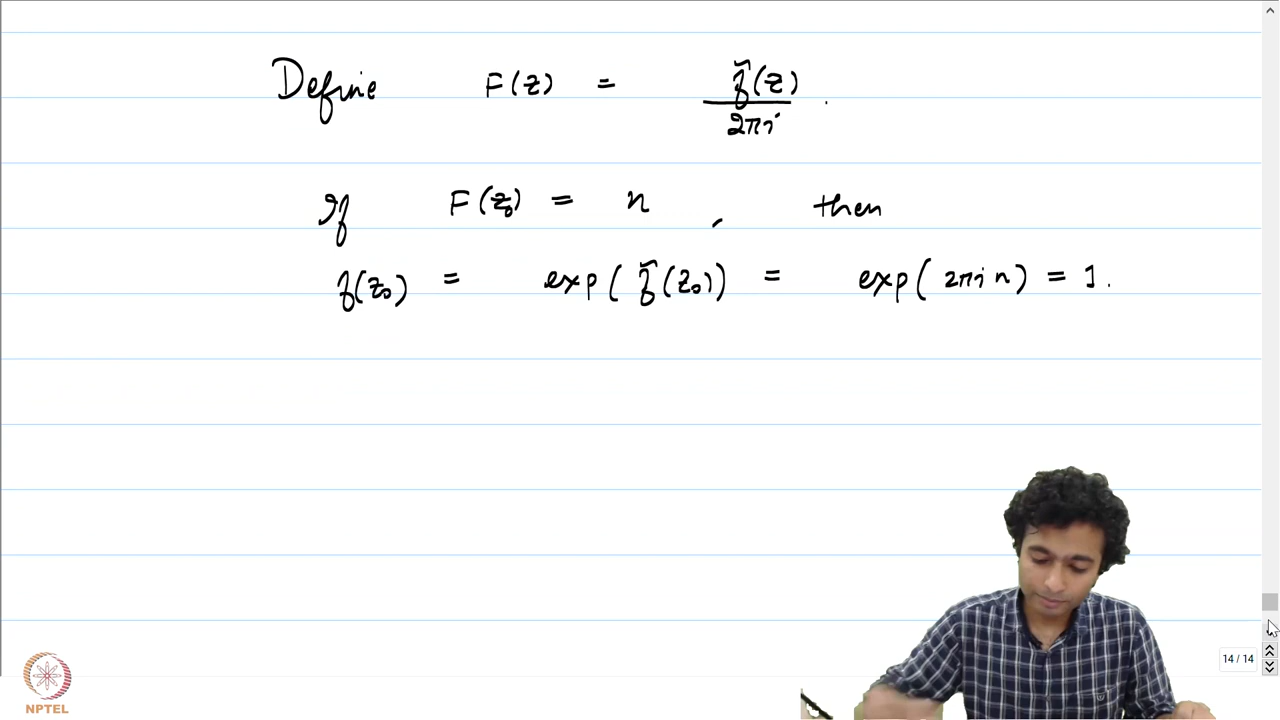 Define F(z) = f̃(z) / 2πi .
If F(z₀) = n , then
f(z₀) = exp( f̃(z₀) ) = exp( 2πi n ) = 1 .
14 / 14
NPTEL